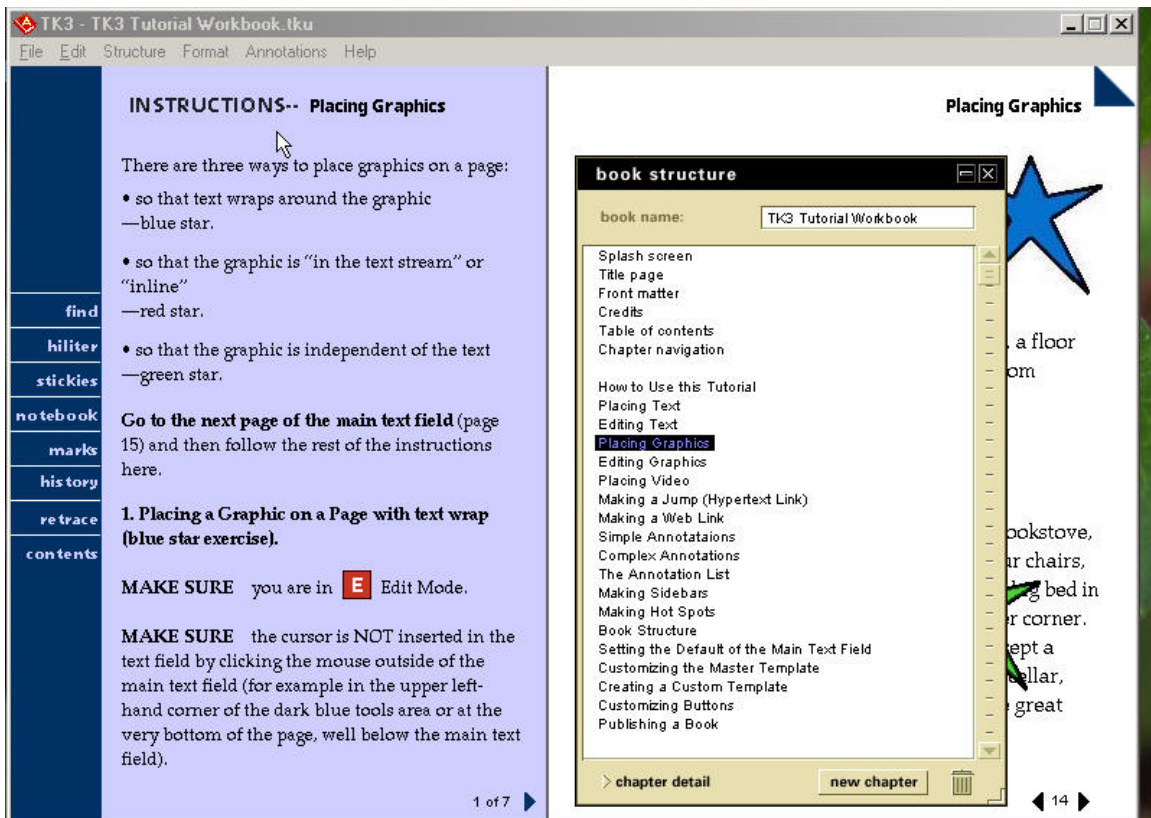 TK3 - TK3 Tutorial Workbook.tku
File Edit Structure Format Annotations Help
find
hiliter
stickies
notebook
marks
history
retrace
contents
INSTRUCTIONS-- Placing Graphics
There are three ways to place graphics on a page:
• so that text wraps around the graphic
—blue star.
• so that the graphic is “in the text stream” or
“inline”
—red star.
• so that the graphic is independent of the text
—green star.
Go to the next page of the main text field (page
15) and then follow the rest of the instructions
here.
1. Placing a Graphic on a Page with text wrap
(blue star exercise).
MAKE SURE you are in E Edit Mode.
MAKE SURE the cursor is NOT inserted in the
text field by clicking the mouse outside of the
main text field (for example in the upper left-
hand corner of the dark blue tools area or at the
very bottom of the page, well below the main text
field).
1 of 7
Placing Graphics
book structure
book name: TK3 Tutorial Workbook
Splash screen
Title page
Front matter
Credits
Table of contents
Chapter navigation
How to Use this Tutorial
Placing Text
Editing Text
Placing Graphics
Editing Graphics
Placing Video
Making a Jump (Hypertext Link)
Making a Web Link
Simple Annotataions
Complex Annotations
The Annotation List
Making Sidebars
Making Hot Spots
Book Structure
Setting the Default of the Main Text Field
Customizing the Master Template
Creating a Custom Template
Customizing Buttons
Publishing a Book
> chapter detail
new chapter
, a floor
om
ookstove,
ur chairs,
bed in
r corner.
ept a
ellar,
great
14